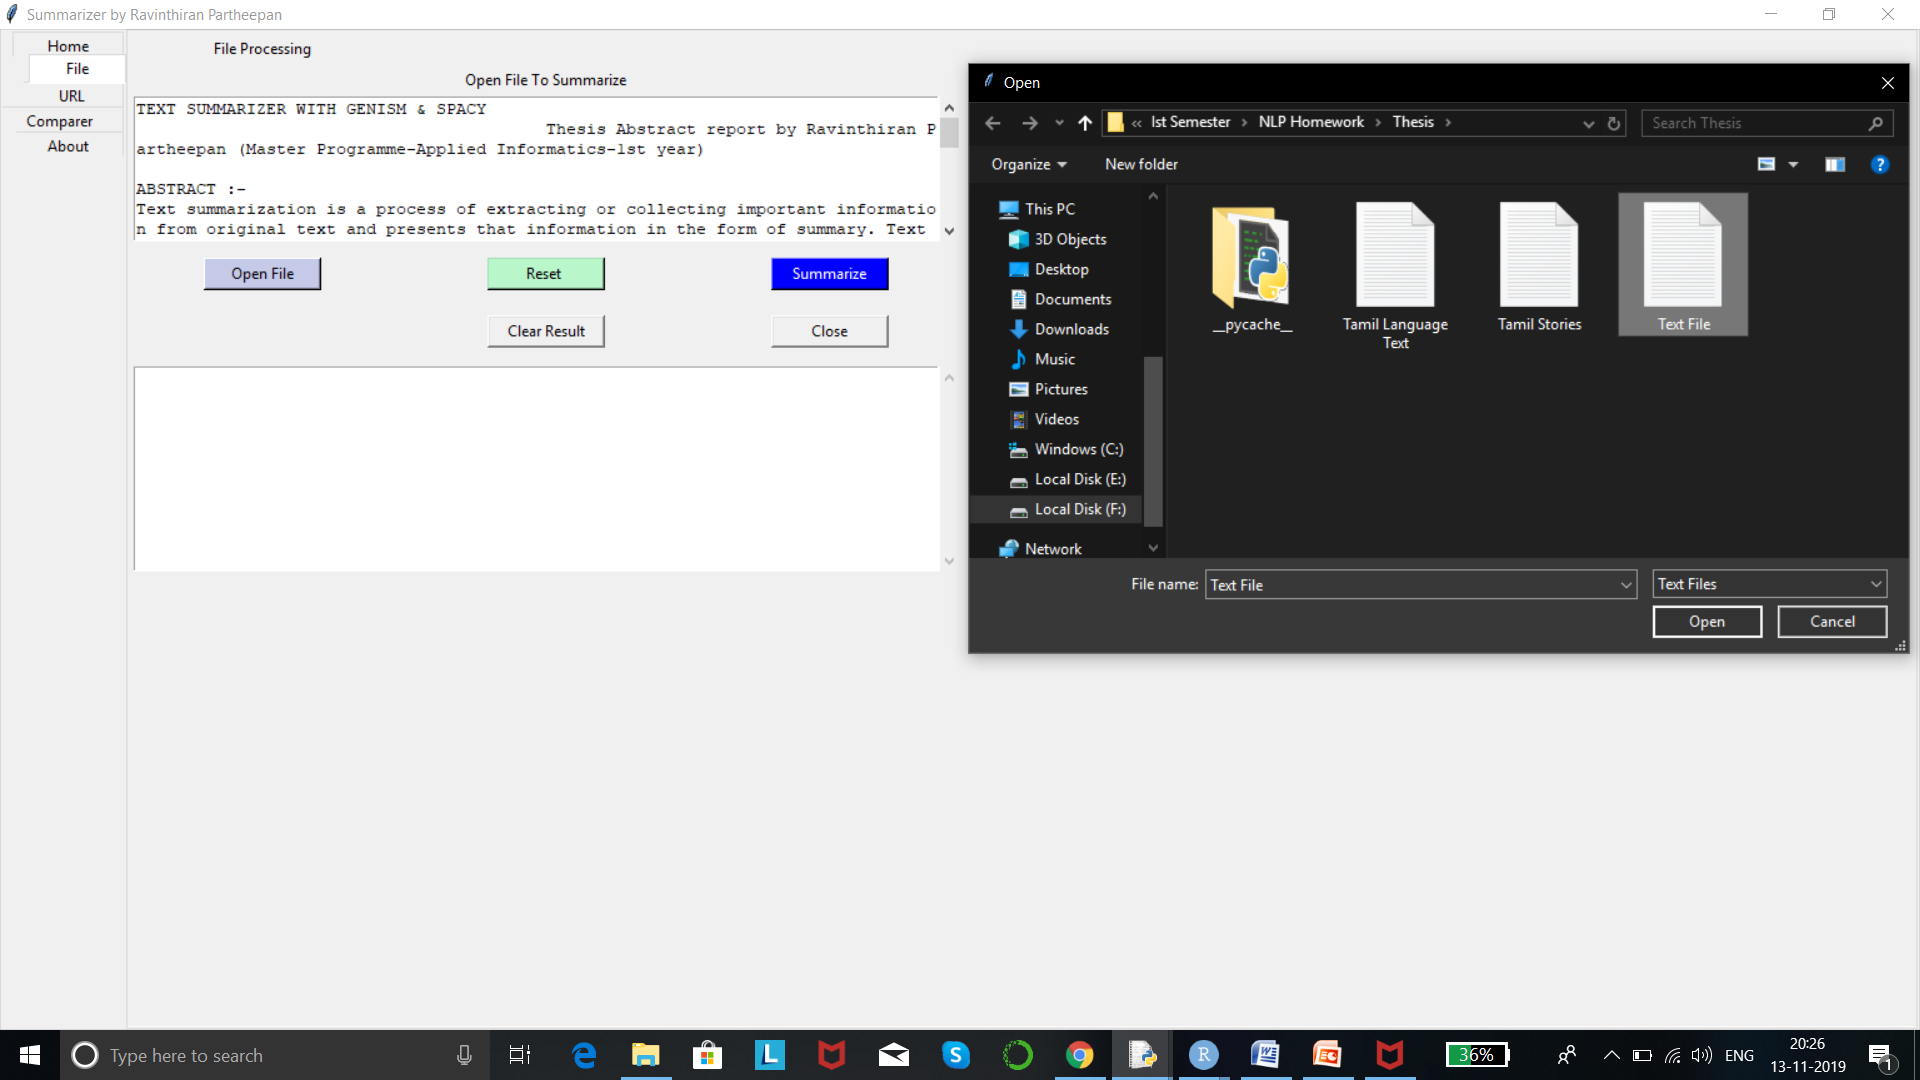 Summarizer by Ravinthiran Partheepan
Home
File
URL
Comparer
About
File Processing
Open File To Summarize
TEXT SUMMARIZER WITH GENISM & SPACY
Thesis Abstract report by Ravinthiran P
artheepan (Master Programme-Applied Informatics-1st year)
ABSTRACT :-
Text summarization is a process of extracting or collecting important informatio
n from original text and presents that information in the form of summary. Text
Open File
Reset
Summarize
Clear Result
Close
Open
« Ist Semester > NLP Homework > Thesis >
Search Thesis
Organize
New folder
This PC
3D Objects
Desktop
Documents
Downloads
Music
Pictures
Videos
Windows (C:)
Local Disk (E:)
Local Disk (F:)
Network
__pycache__
Tamil Language
Text
Tamil Stories
Text File
File name:
Text File
Text Files
Open
Cancel
Type here to search
36%
ENG
20:26
13-11-2019
1